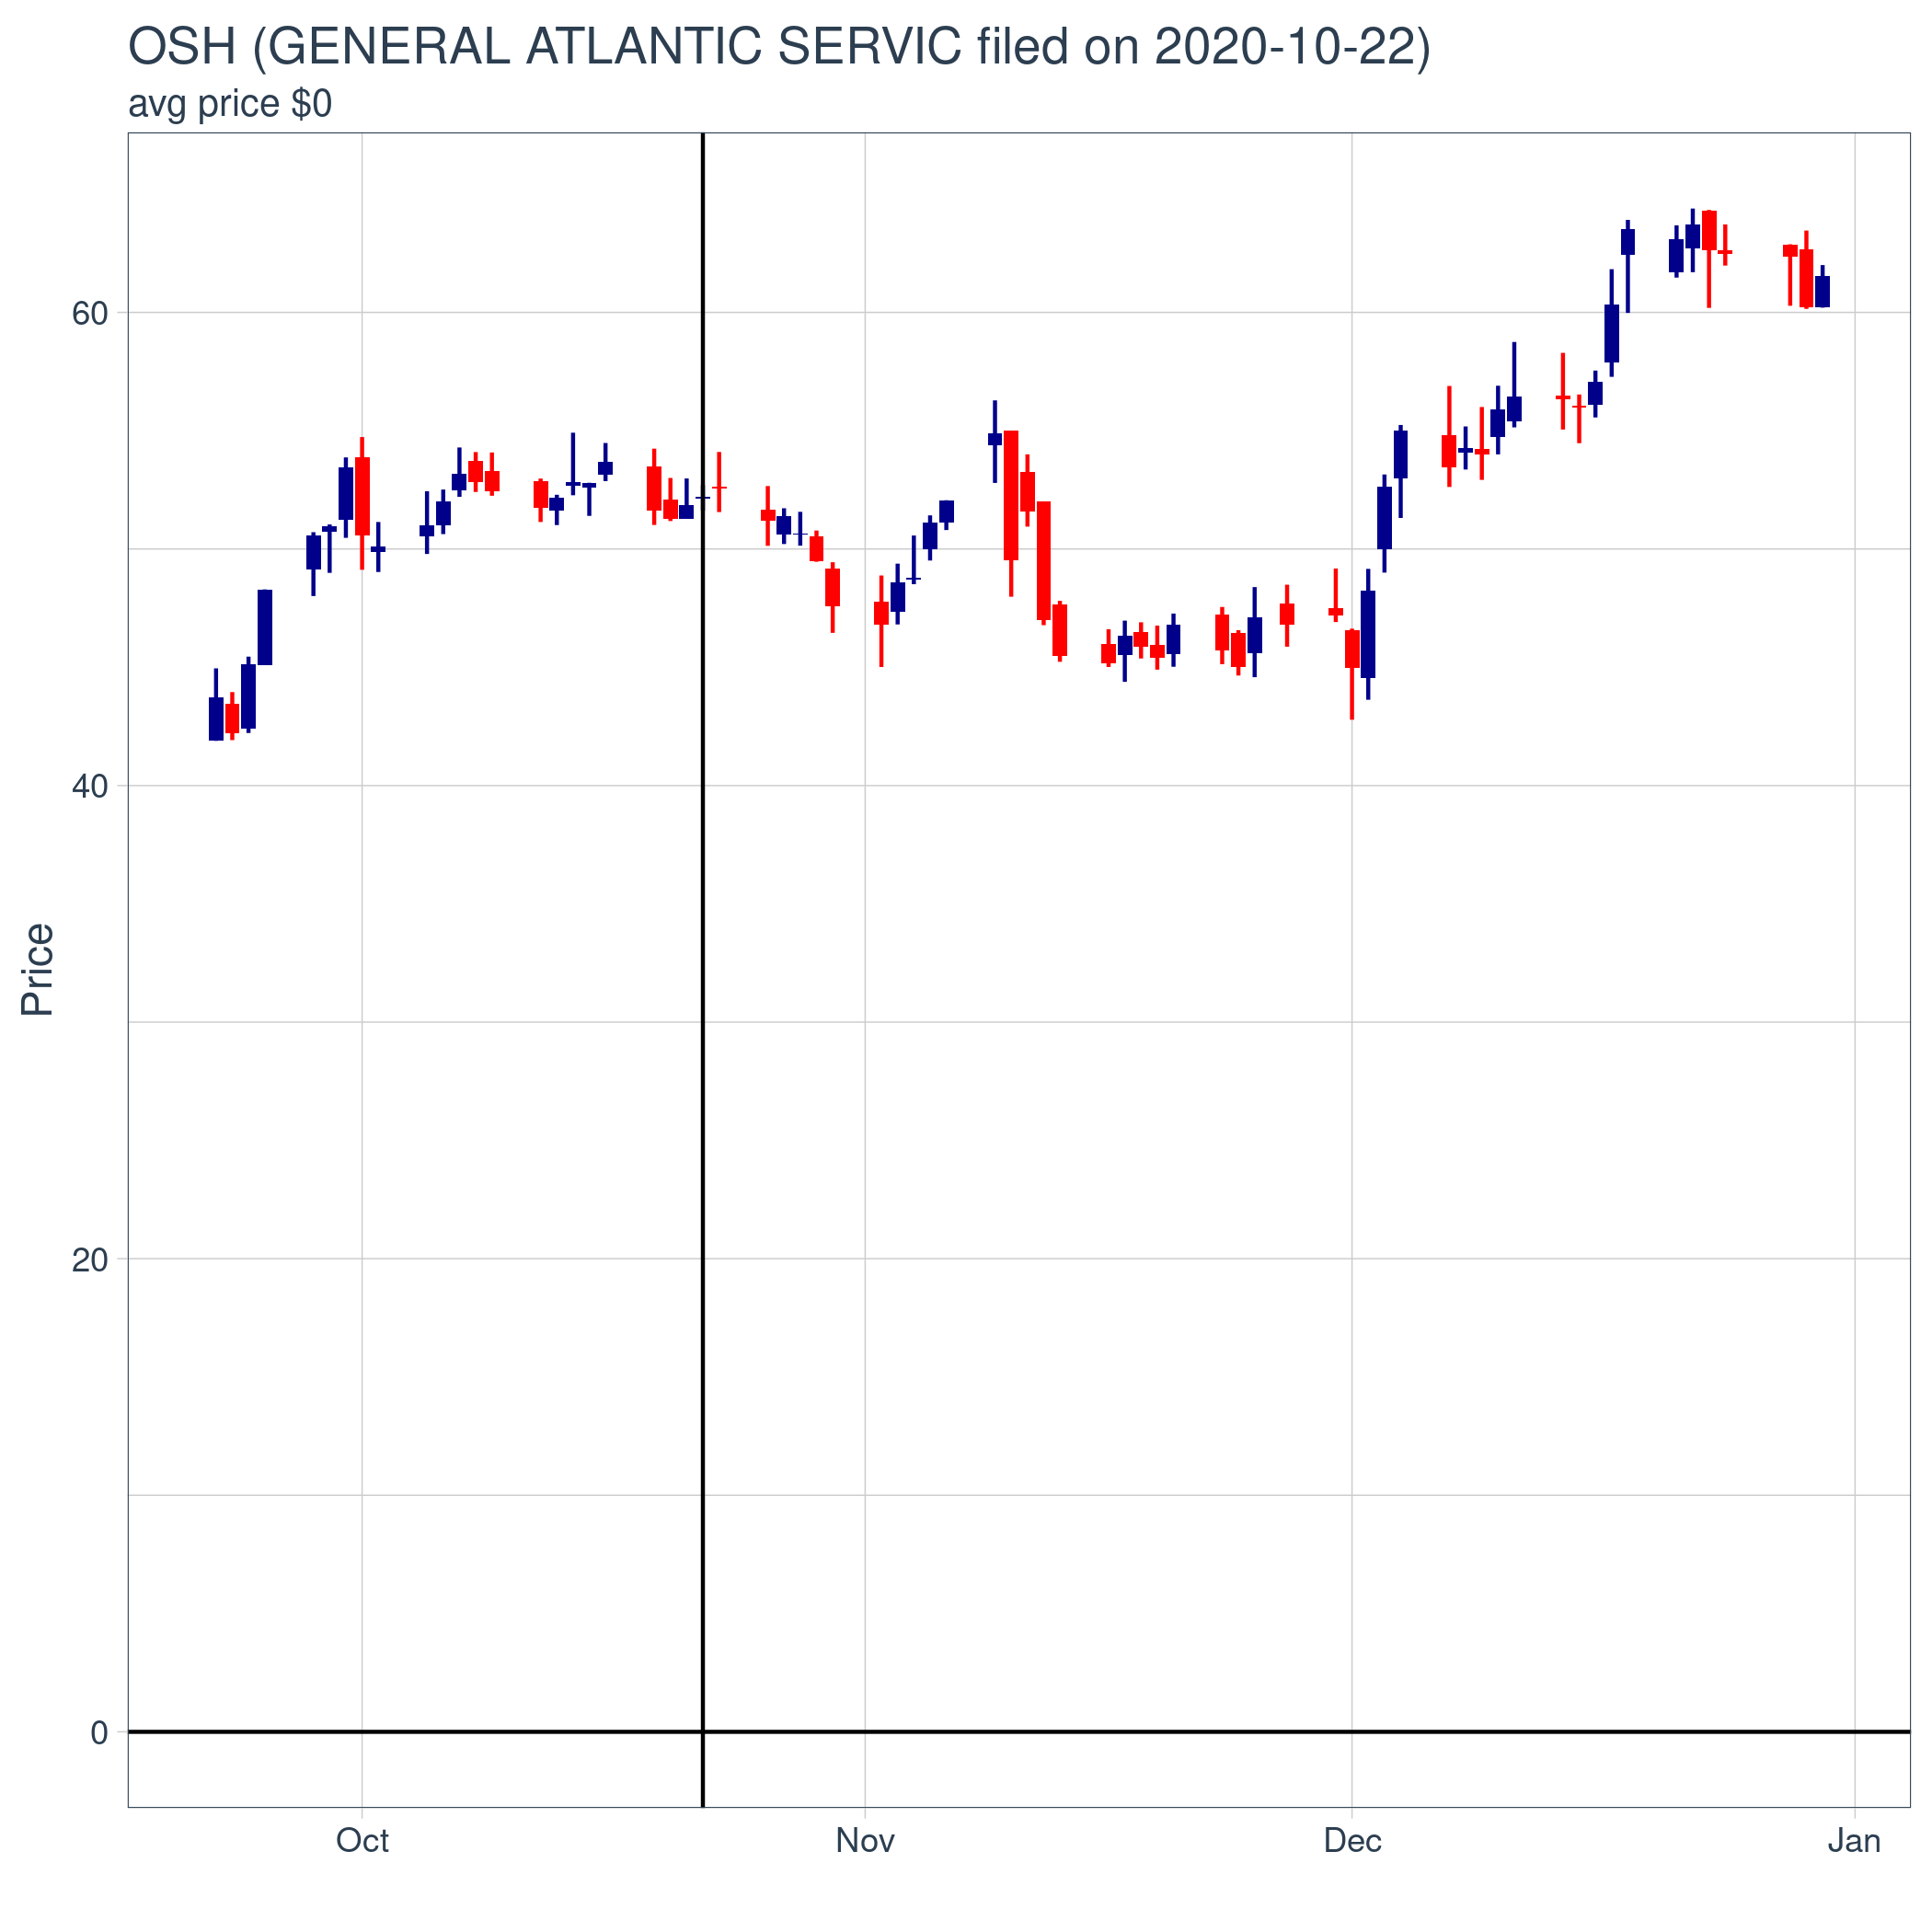 OSH (GENERAL ATLANTIC SERVIC filed on 2020-10-22)
avg price $0
60
40
20
0
Price
Oct Nov Dec Jan